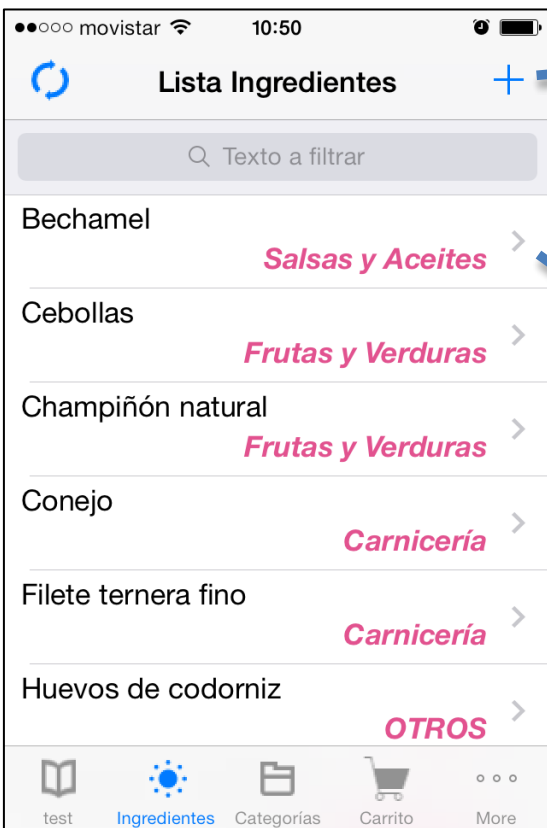 movistar 10:50
Lista Ingredientes
Texto a filtrar
Bechamel
Salsas y Aceites
Cebollas
Frutas y Verduras
Champiñón natural
Frutas y Verduras
Conejo
Carnicería
Filete ternera fino
Carnicería
Huevos de codorniz
OTROS
test Ingredientes Categorías Carrito More